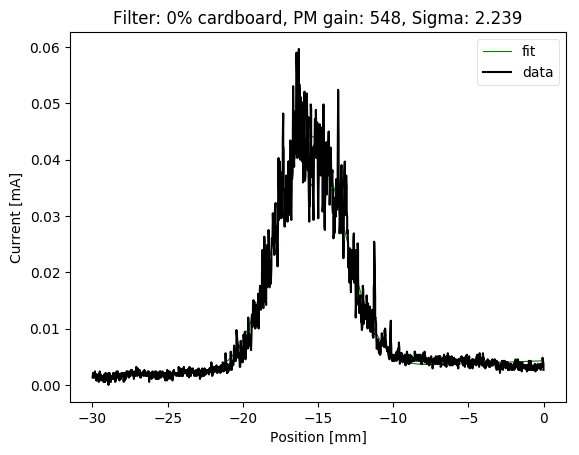 Filter: 0% cardboard, PM gain: 548, Sigma: 2.239
fit
data
Current [mA]
0.06
0.05
0.04
0.03
0.02
0.01
0.00
−30
−25
−20
−15
−10
−5
0
Position [mm]